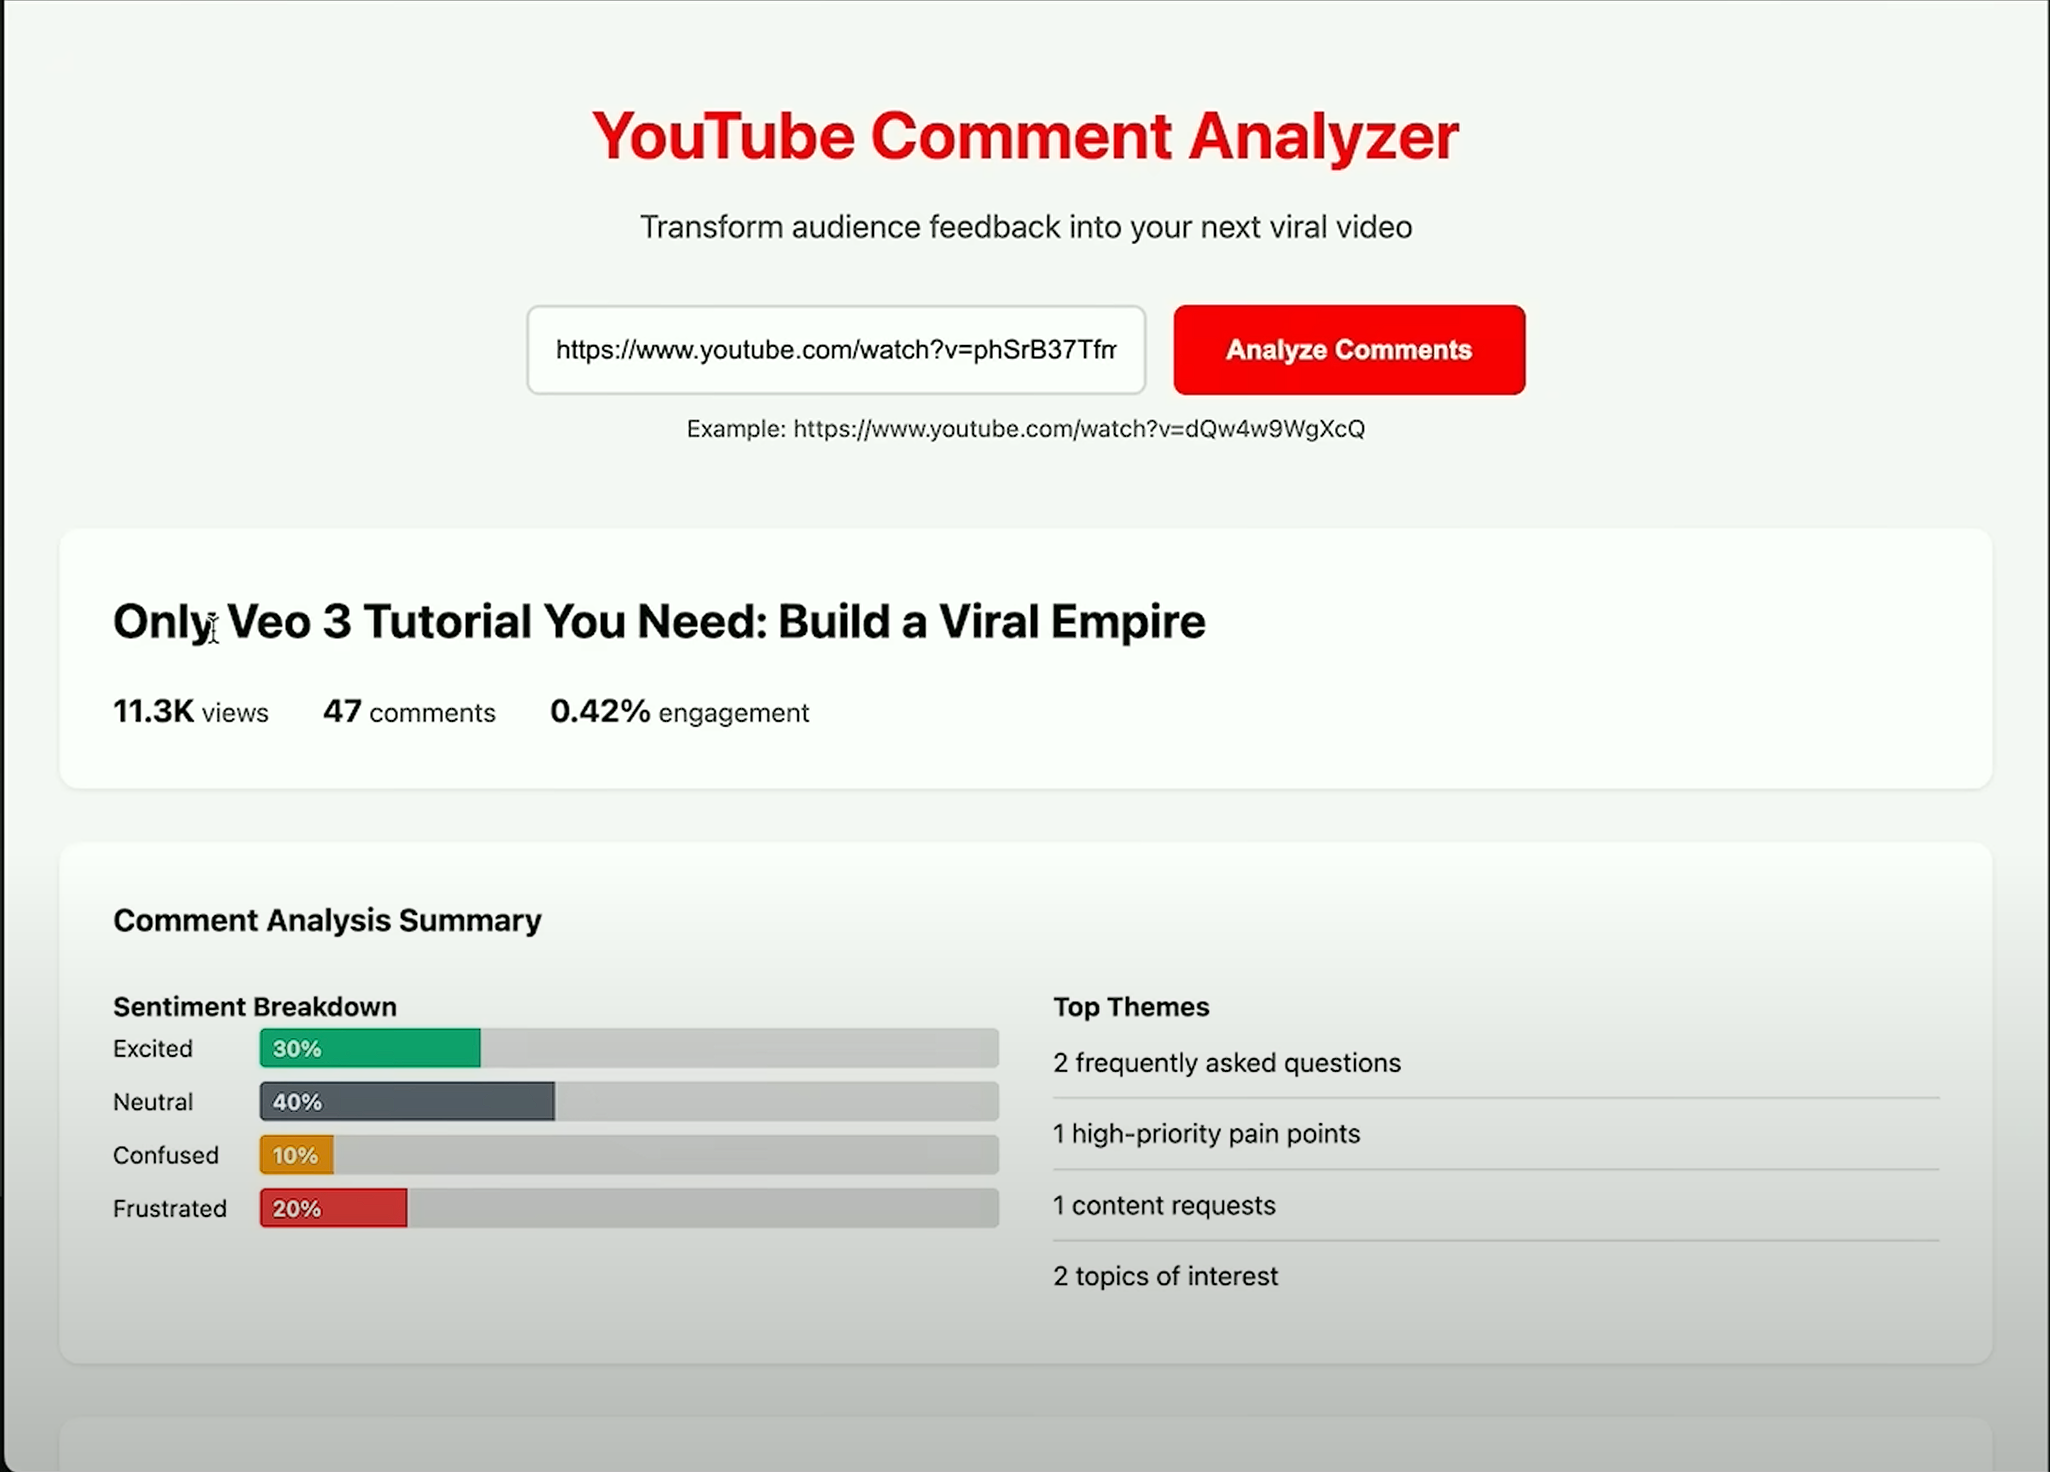 YouTube Comment Analyzer
Transform audience feedback into your next viral video
https://www.youtube.com/watch?v=phSrB37Tfm
Analyze Comments
Example: https://www.youtube.com/watch?v=dQw4w9WgXcQ
Only Veo 3 Tutorial You Need: Build a Viral Empire
11.3K views 47 comments 0.42% engagement
Comment Analysis Summary
Sentiment Breakdown
Excited 30%
Neutral 40%
Confused 10%
Frustrated 20%
Top Themes
2 frequently asked questions
1 high-priority pain points
1 content requests
2 topics of interest